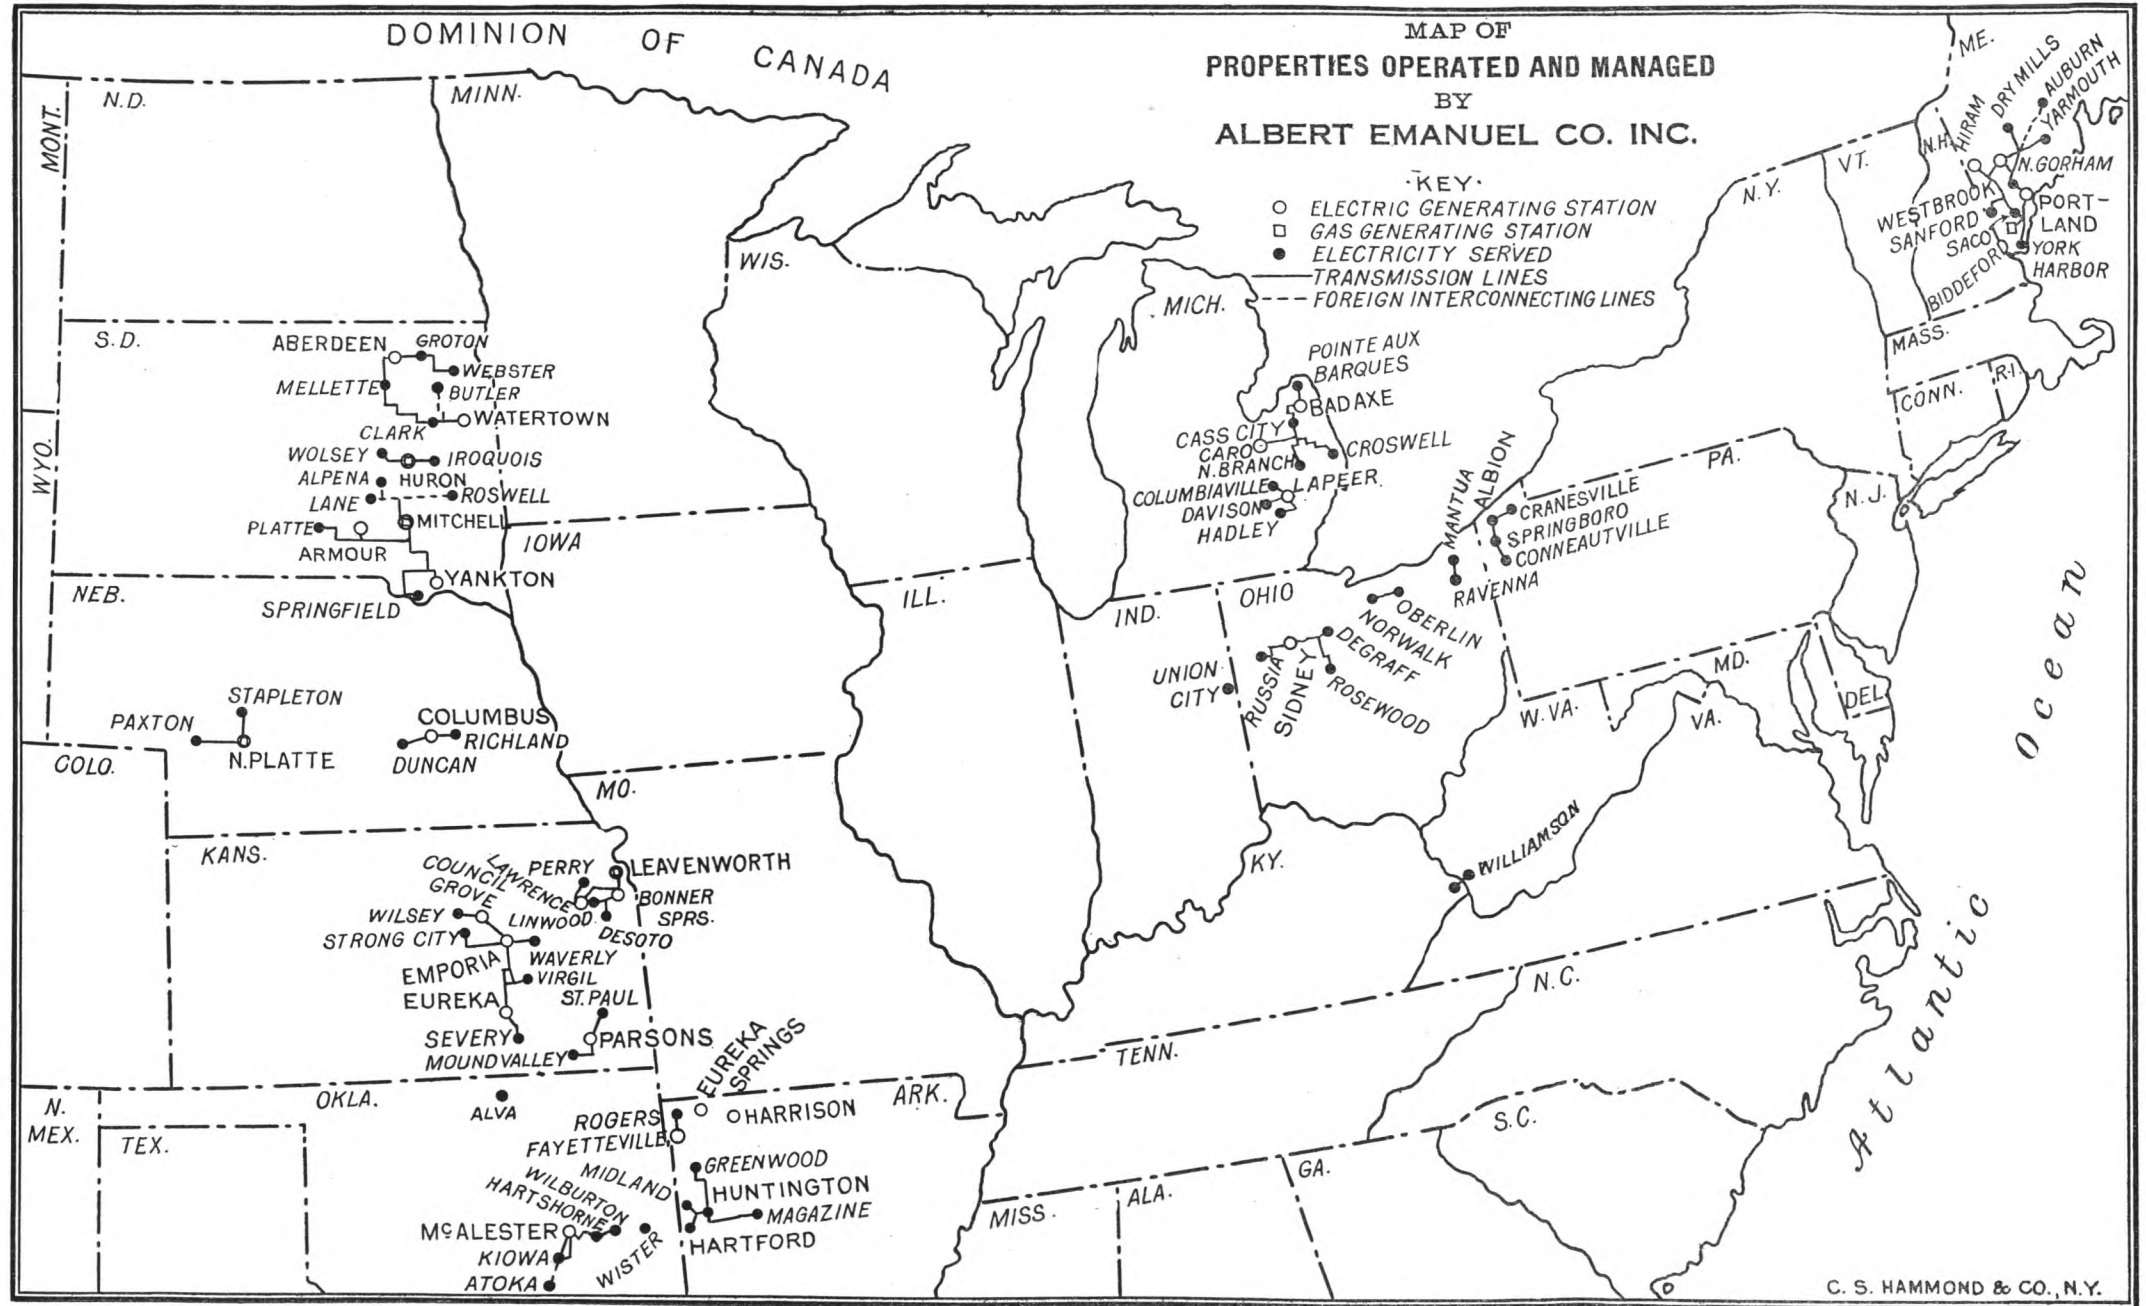 DOMINION OF CANADA
MAP OF
PROPERTIES OPERATED AND MANAGED
BY
ALBERT EMANUEL CO. INC.
·KEY·
ELECTRIC GENERATING STATION
GAS GENERATING STATION
ELECTRICITY SERVED
TRANSMISSION LINES
FOREIGN INTERCONNECTING LINES
MONT.
N.D.
MINN.
WIS.
MICH.
N.Y.
VT.
N.H.
ME.
HIRAM
DRY MILLS
AUBURN
YARMOUTH
N.GORHAM
WESTBROOK
PORT-
LAND
SANFORD
SACO
YORK
HARBOR
BIDDEFORD
MASS.
CONN.
R.I.
WYO.
S.D.
ABERDEEN
GROTON
WEBSTER
MELLETTE
BUTLER
WATERTOWN
CLARK
WOLSEY
IROQUOIS
ALPENA
HURON
LANE
ROSWELL
PLATTE
MITCHELL
ARMOUR
YANKTON
SPRINGFIELD
IOWA
POINTE AUX
BARQUES
BAD AXE
CASS CITY
CARO
CROSWELL
N.BRANCH
COLUMBIAVILLE
LAPEER.
DAVISON
HADLEY
MANTUA
ALBION
CRANESVILLE
SPRINGBORO
CONNEAUTVILLE
RAVENNA
PA.
N.J.
NEB.
ILL.
IND.
OHIO
OBERLIN
NORWALK
DEGRAFF
ROSEWOOD
RUSSIA
SIDNEY
UNION
CITY
W.VA.
MD.
VA.
DEL.
STAPLETON
PAXTON
N.PLATTE
COLUMBUS
RICHLAND
DUNCAN
COLO.
MO.
KANS.
PERRY
LEAVENWORTH
COUNCIL
GROVE
LAWRENCE
BONNER
SPRS.
WILSEY
LINWOOD
DESOTO
STRONG CITY
WAVERLY
EMPORIA
VIRGIL
EUREKA
ST.PAUL
SEVERY
PARSONS
MOUNDVALLEY
KY.
WILLIAMSON
N.C.
TENN.
N.
MEX.
TEX.
OKLA.
ALVA
EUREKA
SPRINGS
ARK.
ROGERS
HARRISON
FAYETTEVILLE
GREENWOOD
MIDLAND
HUNTINGTON
WILBURTON
HARTSHORNE
MAGAZINE
McALESTER
HARTFORD
KIOWA
WISTER
ATOKA
S.C.
MISS.
ALA.
GA.
Atlantic Ocean
C. S. HAMMOND & CO., N.Y.